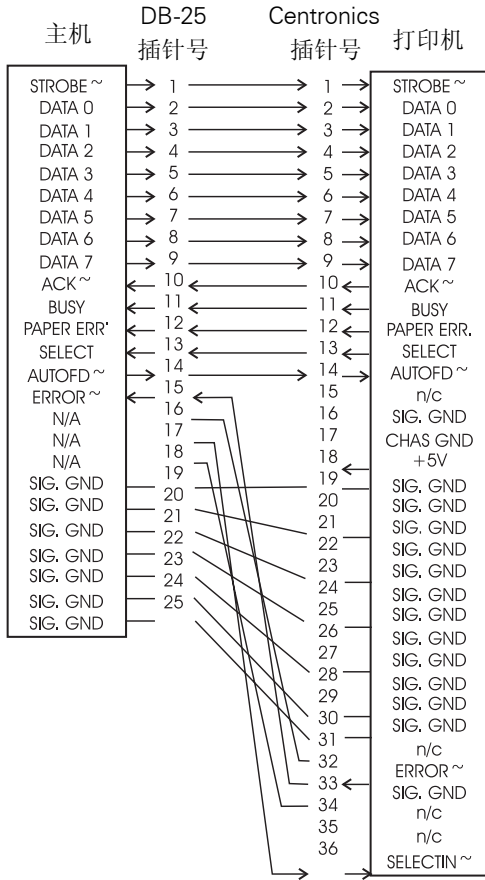 主机
DB-25
插针号
Centronics
插针号
打印机
STROBE ~
DATA 0
DATA 1
DATA 2
DATA 3
DATA 4
DATA 5
DATA 6
DATA 7
ACK ~
BUSY
PAPER ERR'
SELECT
AUTOFD ~
ERROR ~
N/A
N/A
N/A
SIG. GND
SIG. GND
SIG. GND
SIG. GND
SIG. GND
SIG. GND
SIG. GND
1
2
3
4
5
6
7
8
9
10
11
12
13
14
15
16
17
18
19
20
21
22
23
24
25
1
2
3
4
5
6
7
8
9
10
11
12
13
14
15
16
17
18
19
20
21
22
23
24
25
26
27
28
29
30
31
32
33
34
35
36
STROBE ~
DATA 0
DATA 1
DATA 2
DATA 3
DATA 4
DATA 5
DATA 6
DATA 7
ACK ~
BUSY
PAPER ERR.
SELECT
AUTOFD ~
n/c
SIG. GND
CHAS GND
+5V
SIG. GND
SIG. GND
SIG. GND
SIG. GND
SIG. GND
SIG. GND
SIG. GND
SIG. GND
SIG. GND
SIG. GND
SIG. GND
SIG. GND
n/c
ERROR ~
SIG. GND
n/c
n/c
SELECTIN ~